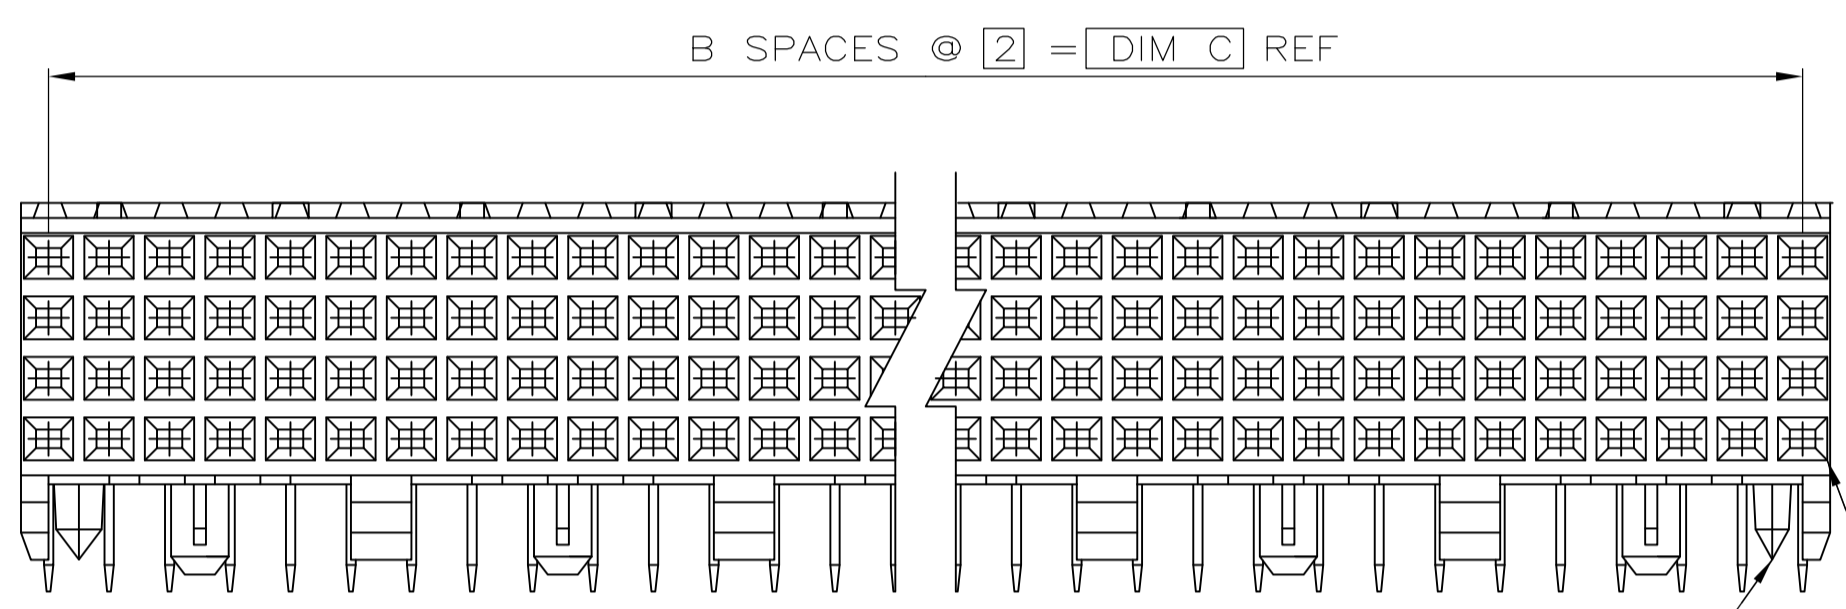 B SPACES @ 2 = DIM C REF